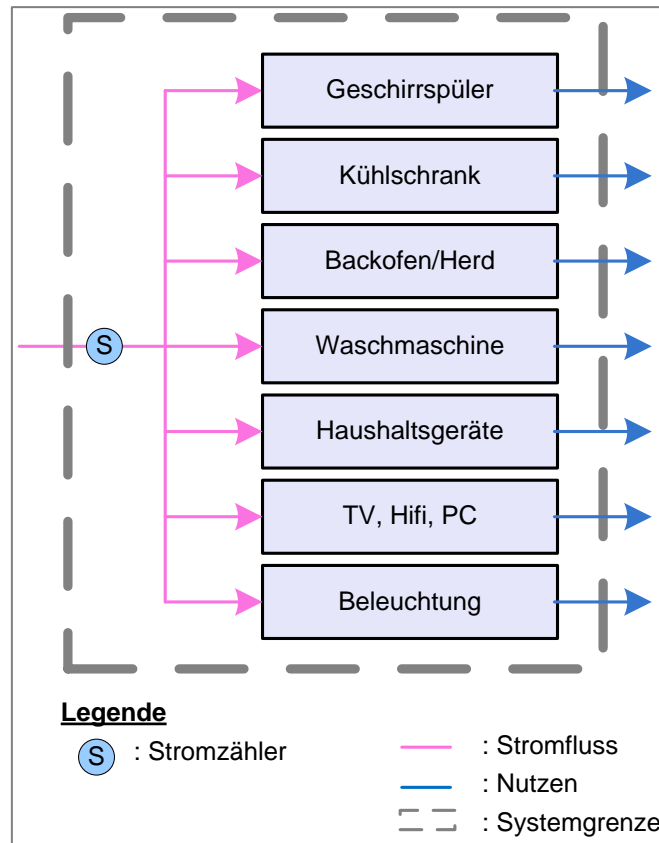 Geschirrspüler
Kühlschrank
Backofen/Herd
S
Waschmaschine
Haushaltsgeräte
TV, Hifi, PC
Beleuchtung
Legende
S : Stromzähler
: Stromfluss
: Nutzen
: Systemgrenze